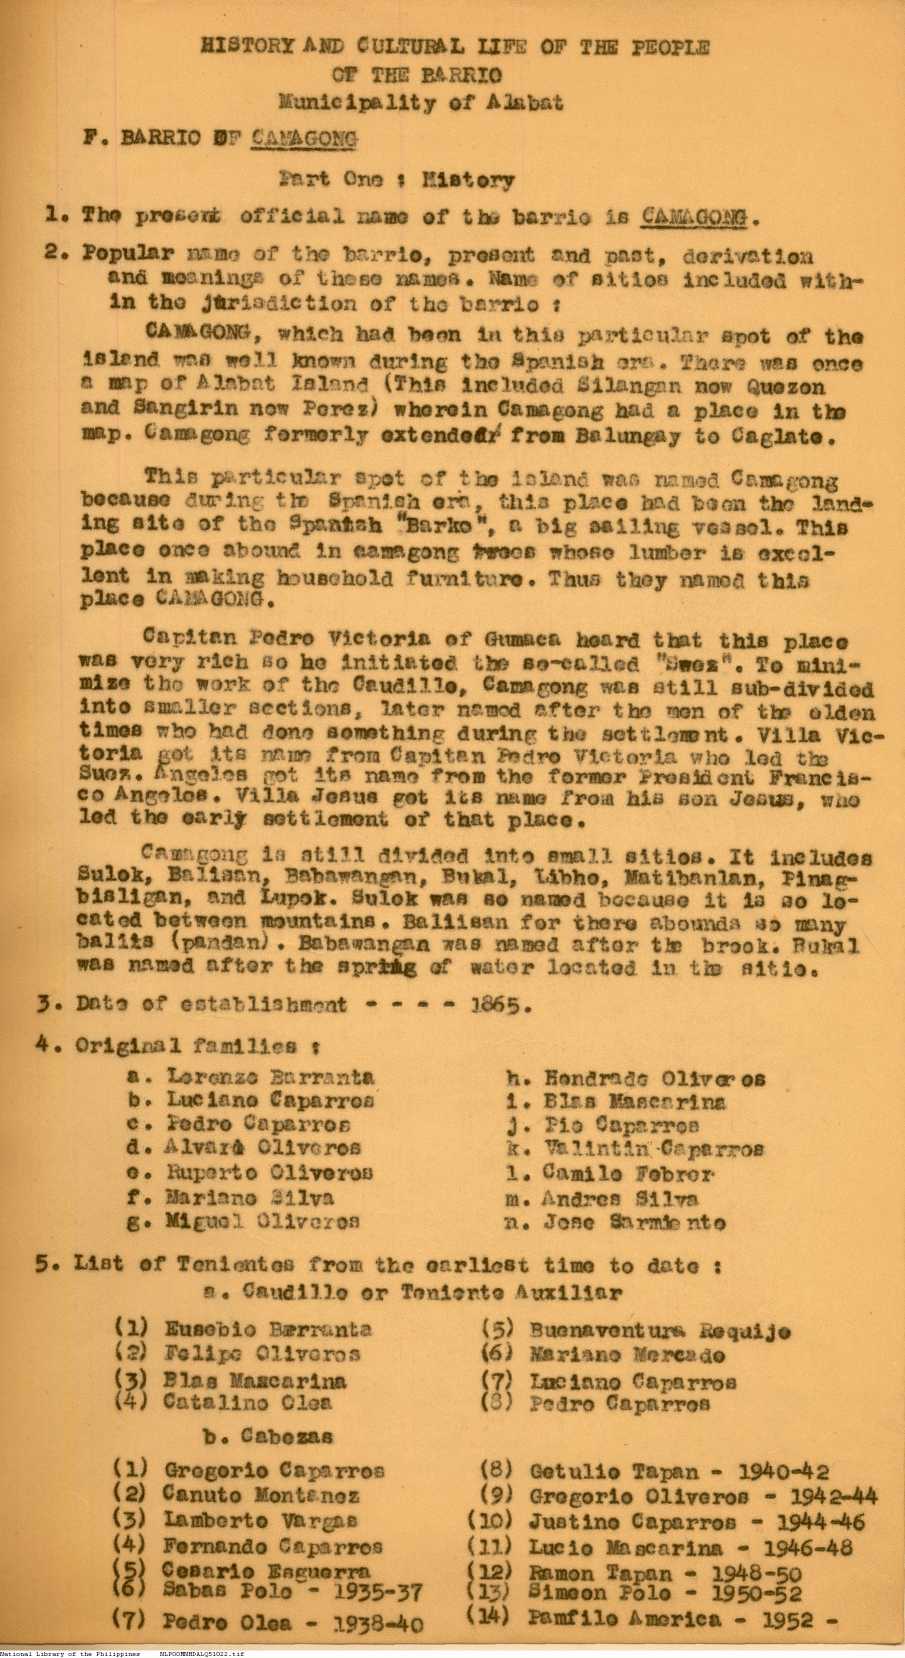 HISTORY AND CULTURAL LIFE OF THE PEOPLE
OF THE BARRIO
Municipality of Alabat
F. BARRIO OF CAMAGONG
Part One : History
1. The present official name of the barrio is CAMAGONG.
2. Popular name of the barrio, present and past, derivation
and meanings of these names. Name of sitios included with-
in the jurisdiction of the barrio :
CAMAGONG, which had been in this particular spot of the
island was well known during the Spanish era. There was once
a map of Alabat Island (This included Silangan now Quezon
and Sangirin now Perez) wherein Camagong had a place in the
map. Camagong formerly extended from Balungay to Caglate.
This particular spot of the island was named Camagong
because during the Spanish era, this place had been the land-
ing site of the Spanish "Barko", a big sailing vessel. This
place once abound in camagong trees whose lumber is excel-
lent in making household furniture. Thus they named this
place CAMAGONG.
Capitan Pedro Victoria of Gumaca heard that this place
was very rich so he initiated the so-called "Swez". To mini-
mize the work of the Caudillo, Camagong was still sub-divided
into smaller sections, later named after the men of the olden
times who had done something during the settlement. Villa Vic-
toria got its name from Capitan Pedro Victoria who led the
Suez. Angeles got its name from the former President Francis-
co Angeles. Villa Jesus got its name from his son Jesus, who
led the early settlement of that place.
Camagong is still divided into small sitios. It includes
Sulok, Balisan, Babawangan, Bukal, Libho, Matibanlan, Pinag-
bisligan, and Lupok. Sulok was so named because it is so lo-
cated between mountains. Baliisan for there abounds so many
balits (pandan). Babawangan was named after the brook. Bukal
was named after the spring of water located in the sitio.
3. Date of establishment - - - - 1865.
4. Original families :
a. Lorenzo Barranta
b. Luciano Caparros
c. Pedro Caparros
d. Alvaro Oliveros
e. Ruperto Oliveros
f. Mariano Silva
g. Miguel Oliveros
h. Hondrado Oliveros
i. Blas Mascarina
j. Pio Caparros
k. Valintin Caparros
l. Camilo Febrer
m. Andres Silva
n. Jose Sarmiento
5. List of Tenientes from the earliest time to date :
a. Caudillo or Teniente Auxiliar
(1) Eusebio Barranta
(2) Felipe Oliveros
(3) Blas Mascarina
(4) Catalino Olea
(5) Buenaventura Requijo
(6) Mariano Mercado
(7) Luciano Caparros
(8) Pedro Caparros
b. Cabezas
(1) Gregorio Caparros
(2) Canuto Montanez
(3) Lamberto Vargas
(4) Fernando Caparros
(5) Cesario Esguerra
(6) Sabas Polo - 1935-37
(7) Pedro Olea - 1938-40
(8) Getulio Tapan - 1940-42
(9) Gregorio Oliveros - 1942-44
(10) Justino Caparros - 1944-46
(11) Lucio Mascarina - 1946-48
(12) Ramon Tapan - 1948-50
(13) Simeon Polo - 1950-52
(14) Pamfilo America - 1952 -
National Library of the Philippines NLPOOMNHDALQ51022.tif